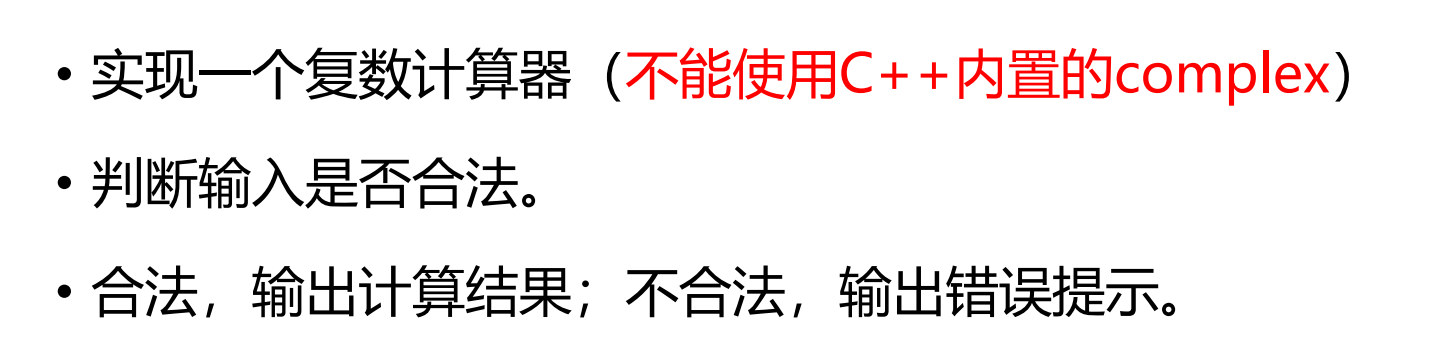 • 实现一个复数计算器（不能使用C++内置的complex）
• 判断输入是否合法。
• 合法，输出计算结果；不合法，输出错误提示。